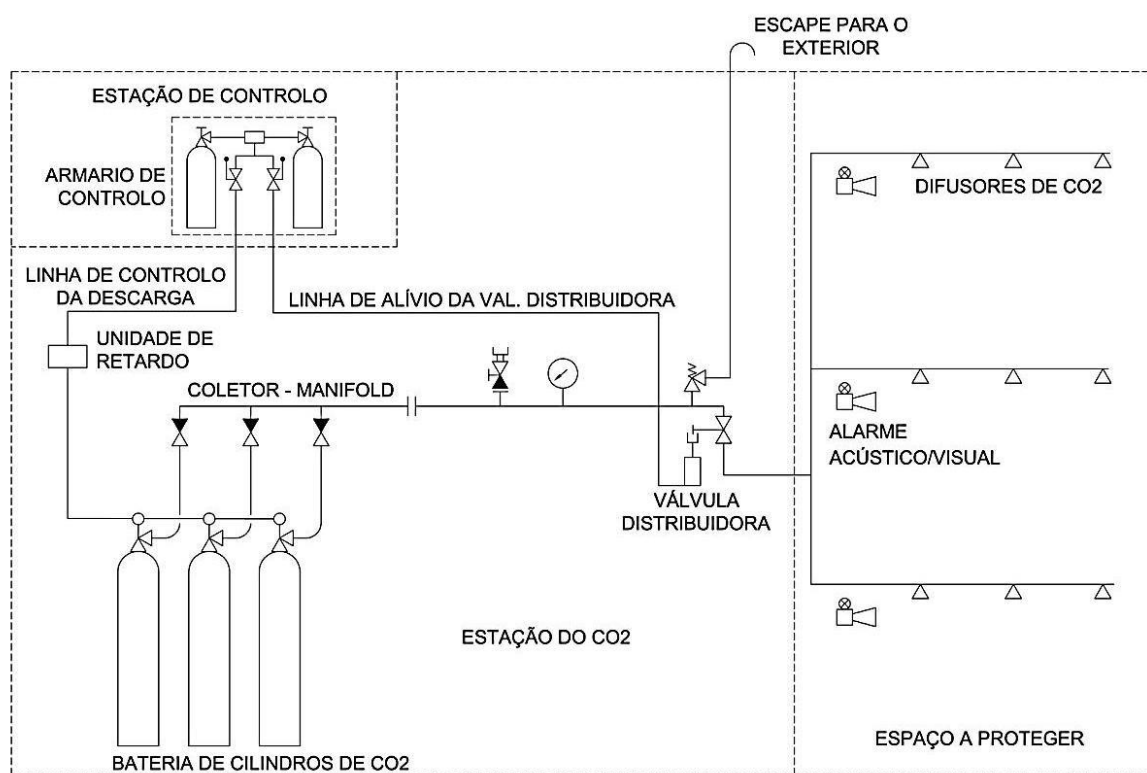 ESCAPE PARA O
EXTERIOR
ESTAÇÃO DE CONTROLO
ARMARIO DE
CONTROLO
DIFUSORES DE CO2
LINHA DE CONTROLO
DA DESCARGA
LINHA DE ALÍVIO DA VAL. DISTRIBUIDORA
UNIDADE DE
RETARDO
COLETOR - MANIFOLD
ALARME
ACÚSTICO/VISUAL
VÁLVULA
DISTRIBUIDORA
ESTAÇÃO DO CO2
ESPAÇO A PROTEGER
BATERIA DE CILINDROS DE CO2